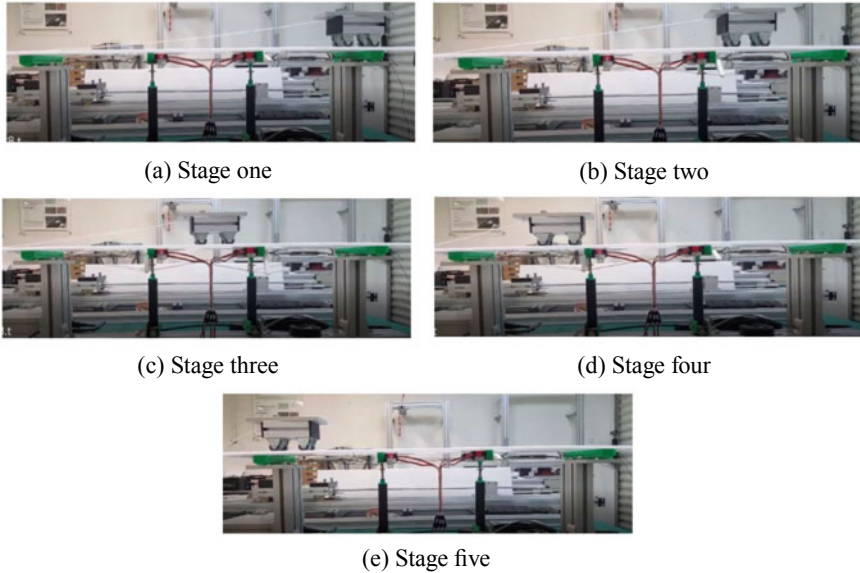 (a) Stage one
(b) Stage two
(c) Stage three
(d) Stage four
(e) Stage five